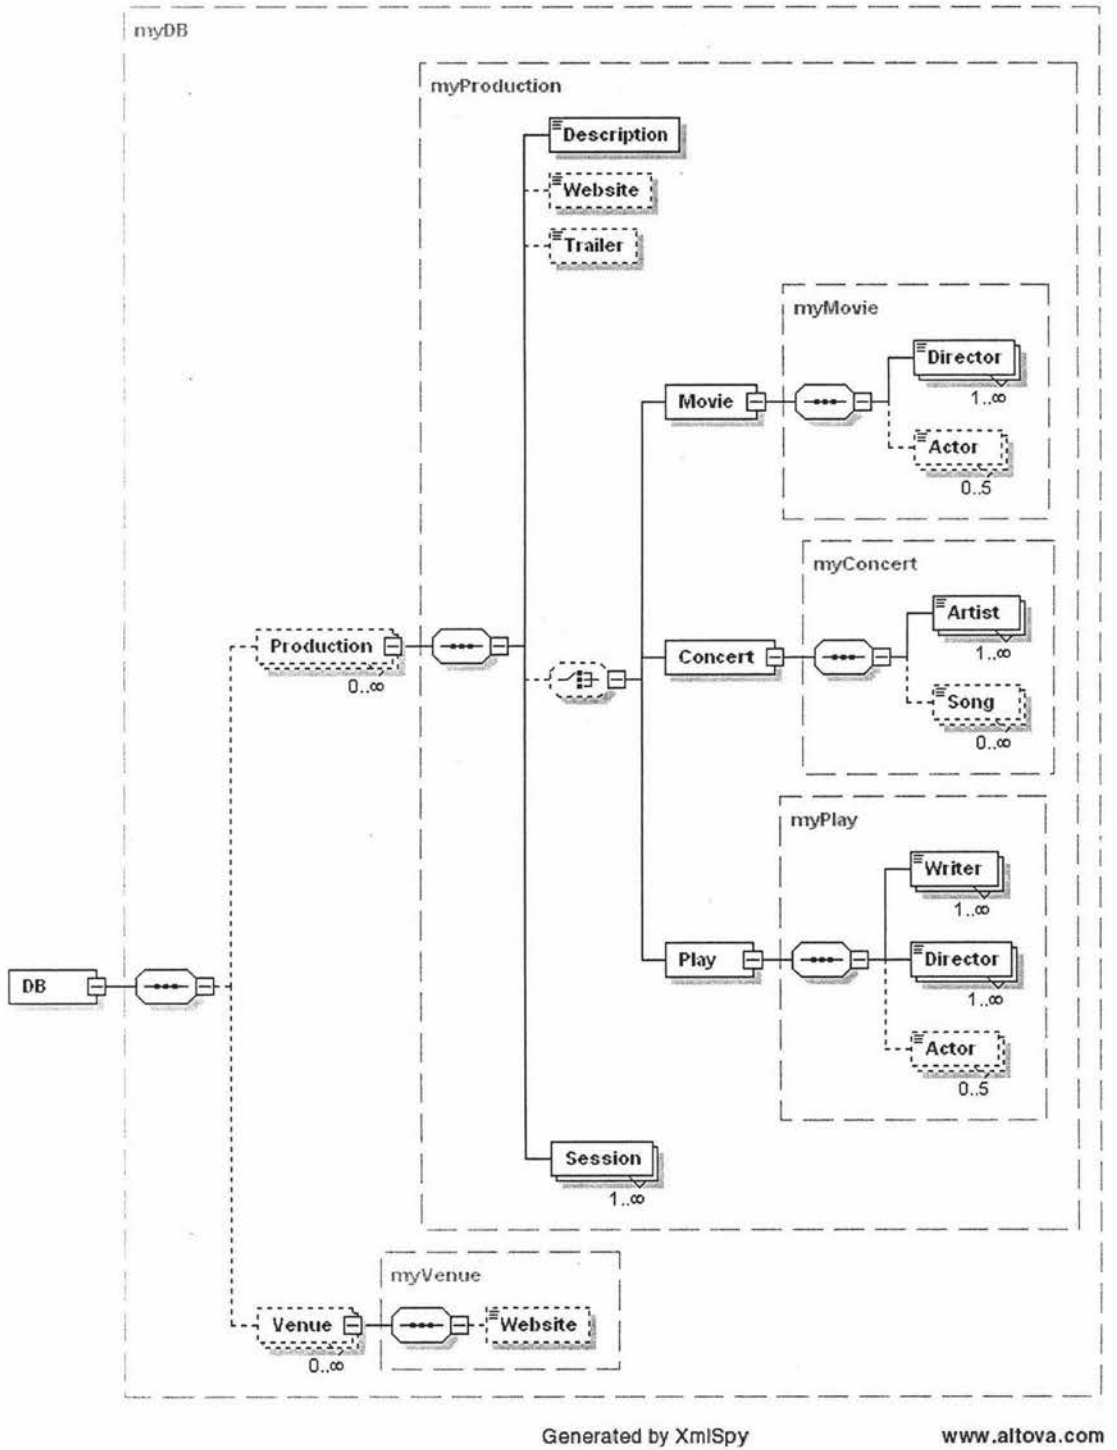 myDB
myProduction
Description
Website
Trailer
myMovie
Director
1..∞
Movie
Actor
0..5
myConcert
Artist
1..∞
Production
0..∞
Concert
Song
0..∞
myPlay
Writer
1..∞
Play
Director
1..∞
DB
Actor
0..5
Session
1..∞
myVenue
Venue
0..∞
Website
Generated by XmlSpy www.altova.com